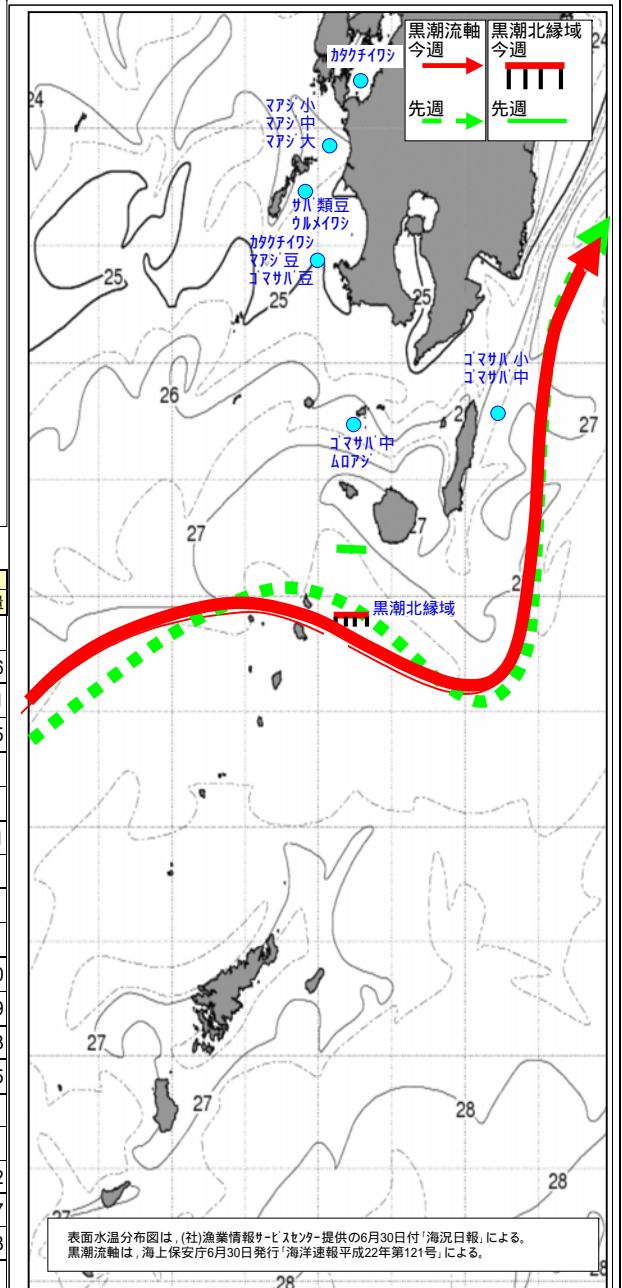 黒潮流軸
今週
先週
黒潮北縁域
今週
先週
24
24
カタクチイワシ
マアジ小
マアジ中
マアジ大
サバ類豆
ウルメイワシ
カタクチイワシ
マアジ豆
ゴマサバ豆
25
25
25
ゴマサバ小
ゴマサバ中
26
27
ゴマサバ中
ムロアジ
27
27
黒潮北縁域
27
27
28
28
27
28
表面水温分布図は，(社)漁業情報サービスセンター提供の6月30日付「海況日報」による。
黒潮流軸は，海上保安庁6月30日発行「海洋速報平成22年第121号」による。